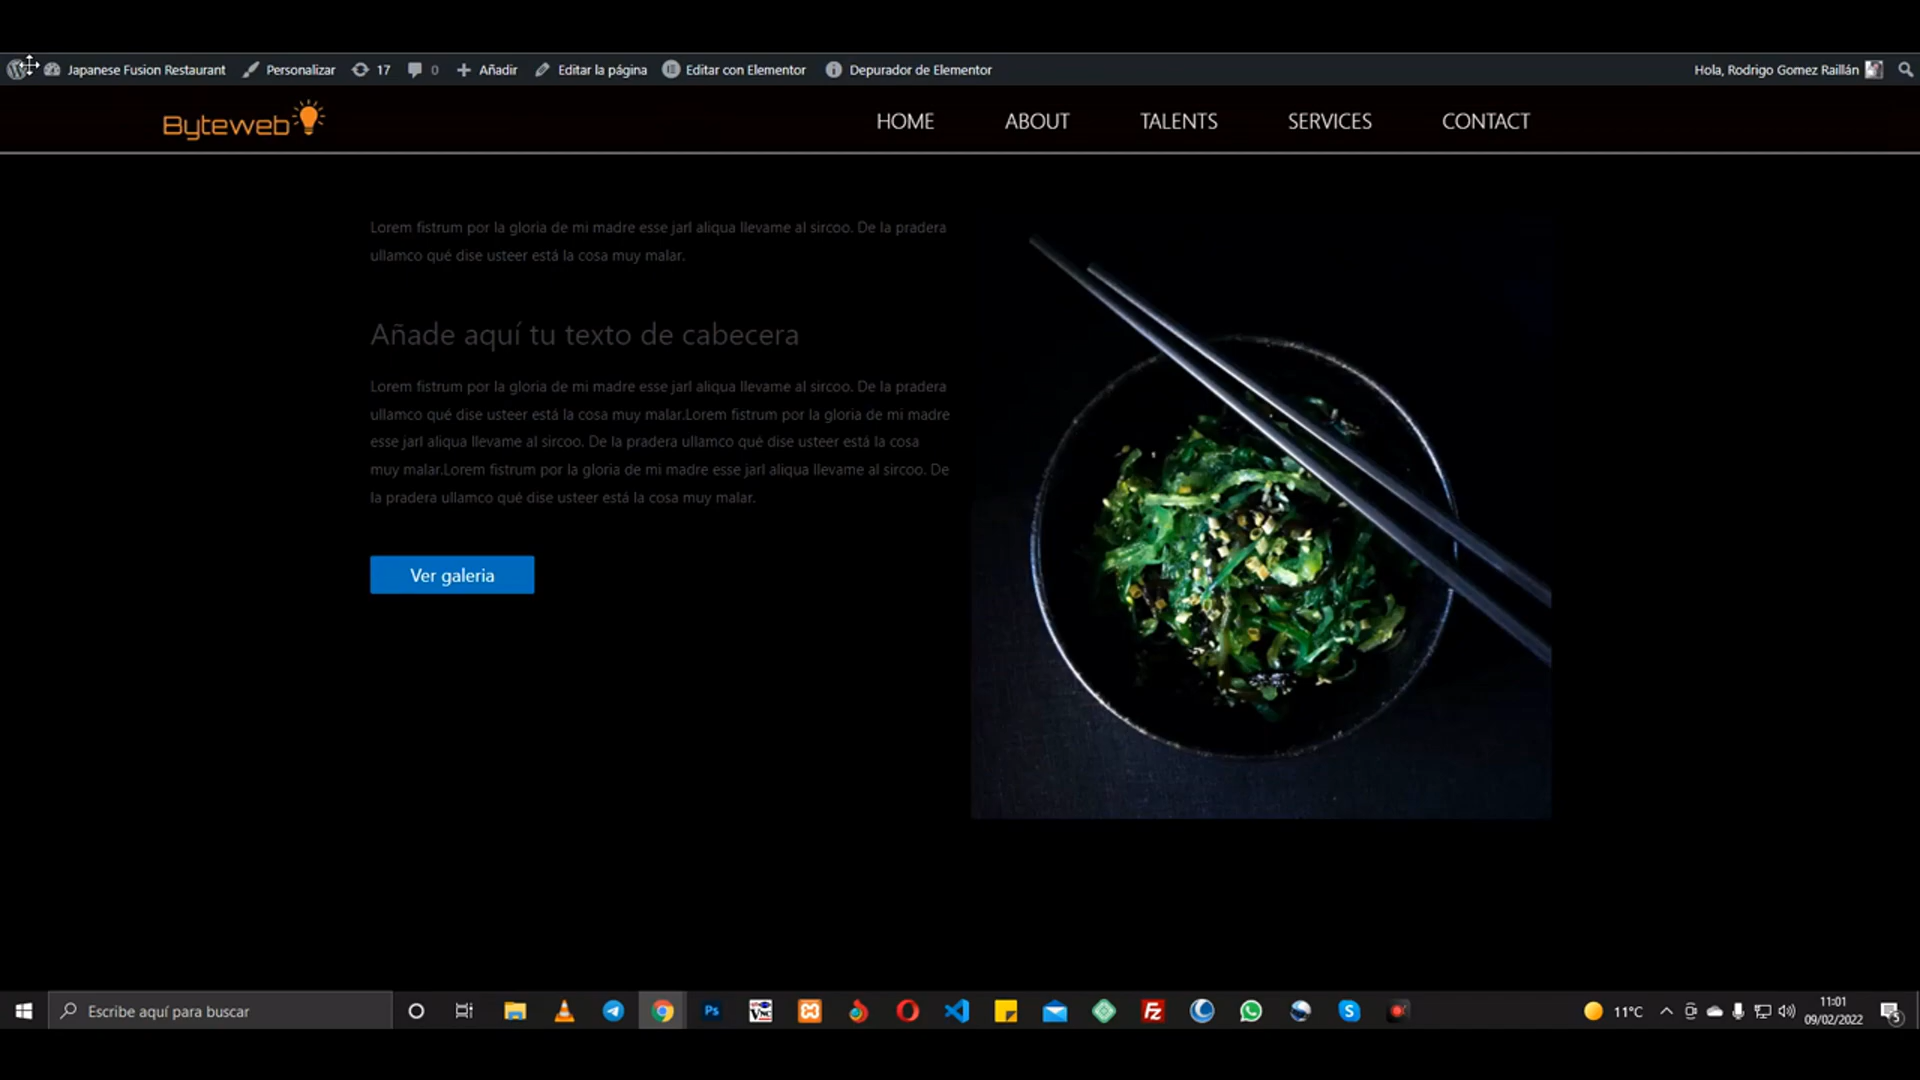 Japanese Fusion Restaurant Personalizar 17 0 Añadir Editar la página Editar con Elementor Depurador de Elementor Hola, Rodrigo Gomez Raillán
Byteweb HOME ABOUT TALENTS SERVICES CONTACT
Lorem fistrum por la gloria de mi madre esse jarl aliqua llevame al sircoo. De la pradera
ullamco qué dise usteer está la cosa muy malar.
Añade aquí tu texto de cabecera
Lorem fistrum por la gloria de mi madre esse jarl aliqua llevame al sircoo. De la pradera
ullamco qué dise usteer está la cosa muy malar.Lorem fistrum por la gloria de mi madre
esse jarl aliqua llevame al sircoo. De la pradera ullamco qué dise usteer está la cosa
muy malar.Lorem fistrum por la gloria de mi madre esse jarl aliqua llevame al sircoo. De
la pradera ullamco qué dise usteer está la cosa muy malar.
Ver galeria
Escribe aquí para buscar Ps VNC FZ S 11°C 11:01
09/02/2022 5